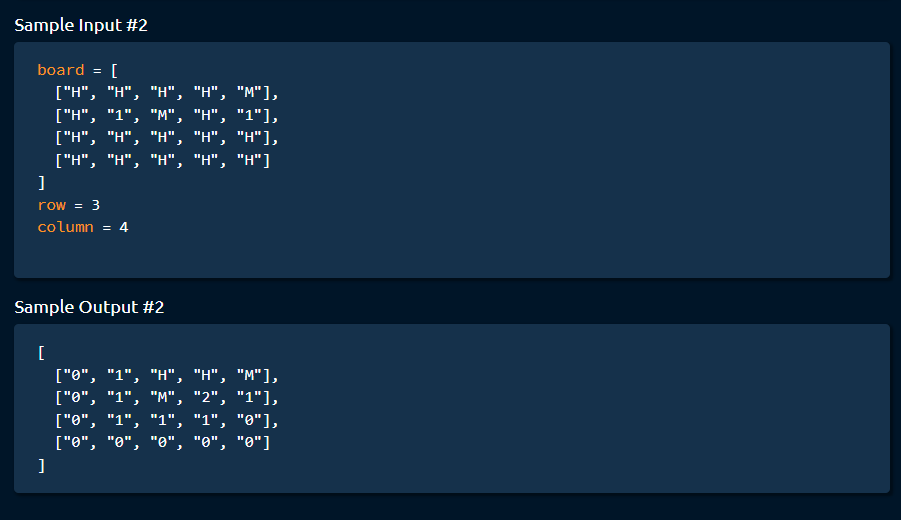 Sample Input #2
board = [
["H", "H", "H", "H", "M"],
["H", "1", "M", "H", "1"],
["H", "H", "H", "H", "H"],
["H", "H", "H", "H", "H"]
]
row = 3
column = 4
Sample Output #2
[
["0", "1", "H", "H", "M"],
["0", "1", "M", "2", "1"],
["0", "1", "1", "1", "0"],
["0", "0", "0", "0", "0"]
]